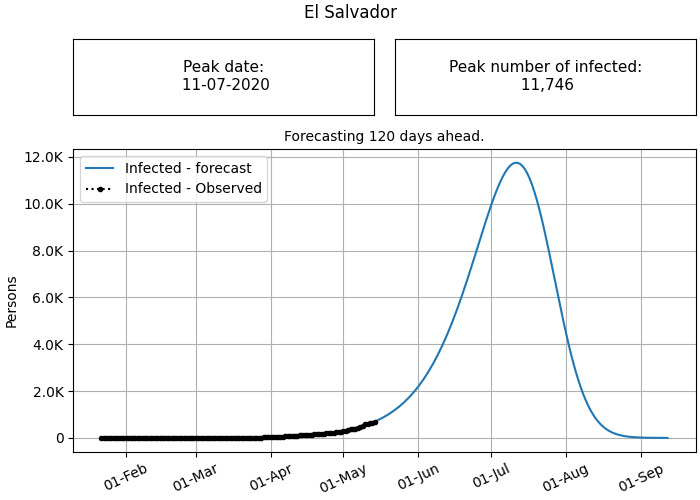 El Salvador
Peak date:
11-07-2020
Peak number of infected:
11,746
Forecasting 120 days ahead.
Infected - forecast
Infected - Observed
Persons
12.0K
10.0K
8.0K
6.0K
4.0K
2.0K
0
01-Feb
01-Mar
01-Apr
01-May
01-Jun
01-Jul
01-Aug
01-Sep